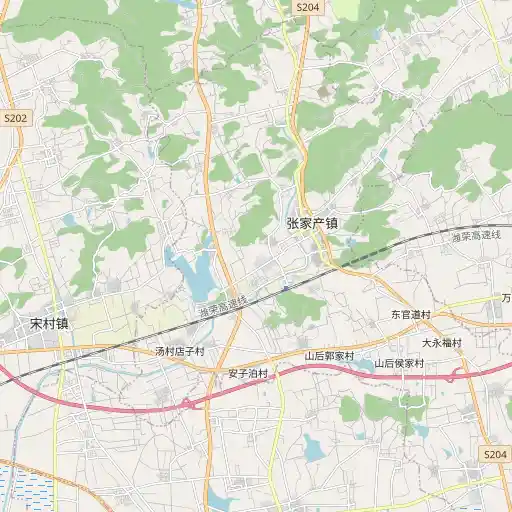 S204
S202
张家产镇
潍荣高速线
潍荣高速线
万
东官道村
宋村镇
大永福村
汤村店子村
山后郭家村
山后侯家村
安子泊村
S204